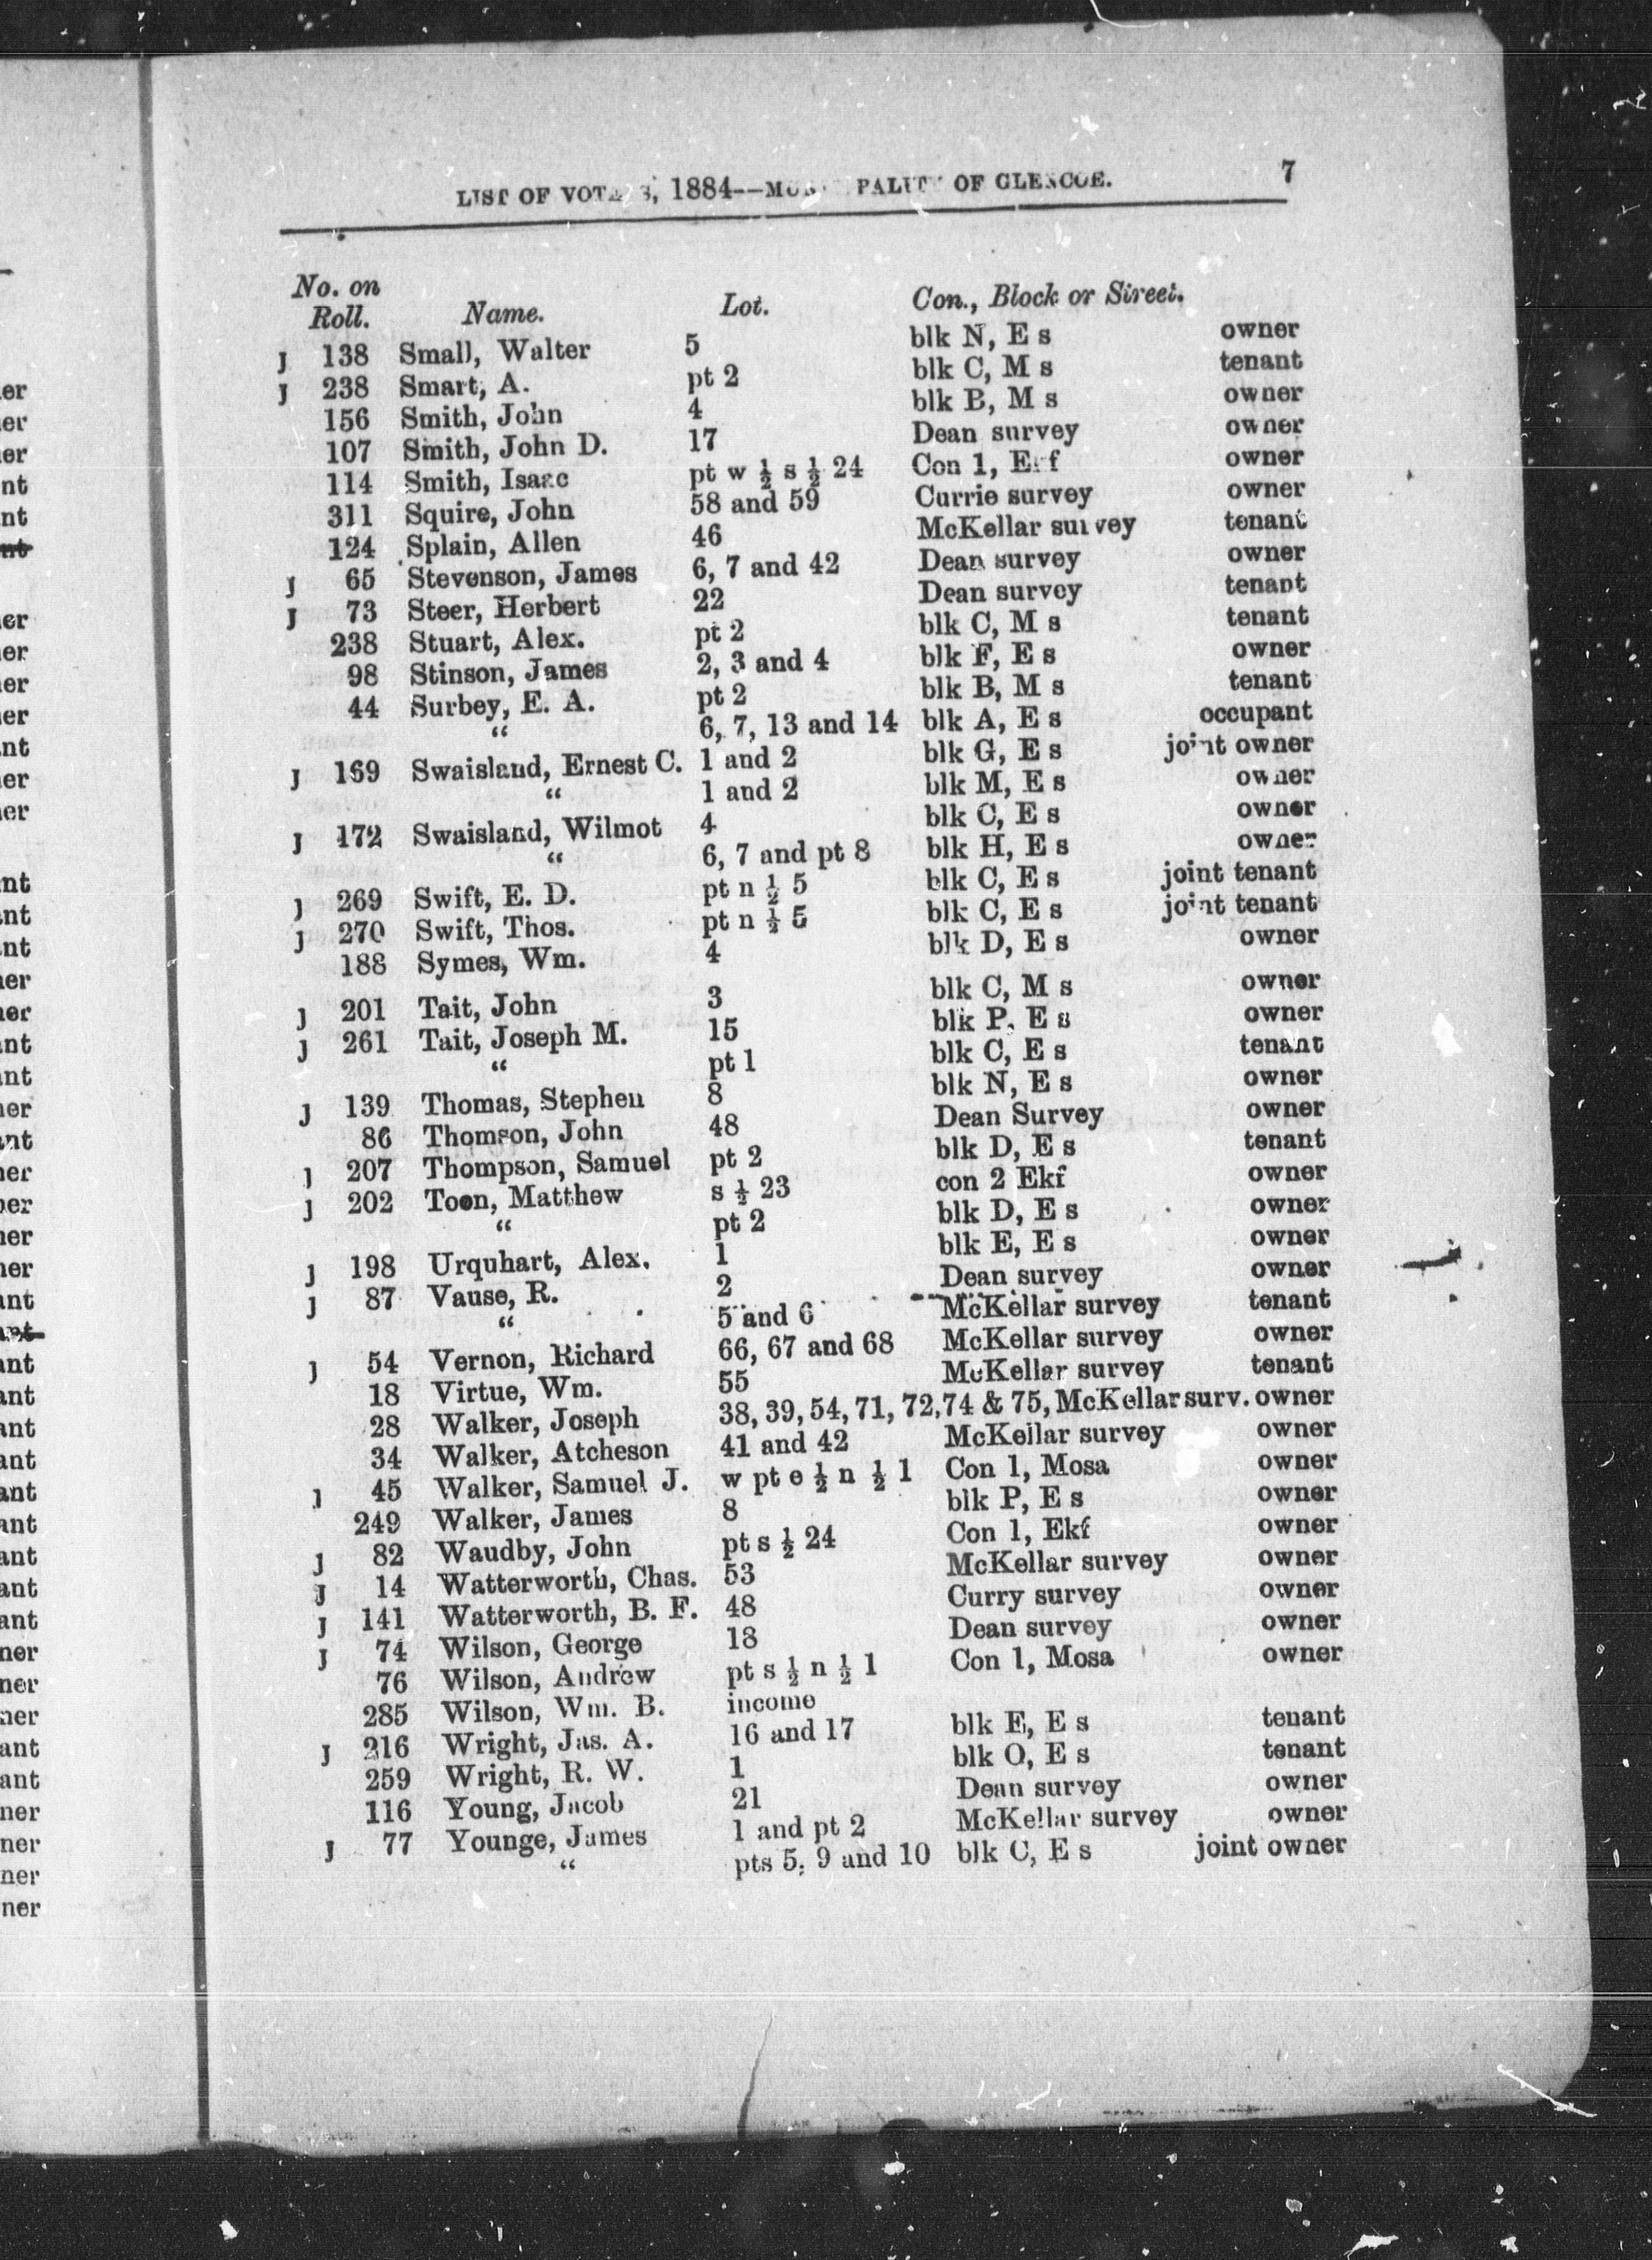 LIST OF VOTERS, 1884--MUNICIPALITY OF GLENCOE. 7
No. on
Roll. Name. Lot. Con., Block or Street.
J 138 Small, Walter 5 blk N, E s owner
J 238 Smart, A. pt 2 blk C, M s tenant
156 Smith, John 4 blk B, M s owner
107 Smith, John D. 17 Dean survey owner
114 Smith, Isaac pt w ½ s ½ 24 Con 1, owner
311 Squire, John 58 and 59 Currie survey owner
124 Splain, Allen 46 McKellar survey tenant
J 65 Stevenson, James 6, 7 and 42 Dean survey owner
J 73 Steer, Herbert 22 Dean survey tenant
238 Stuart, Alex. pt 2 blk C, M s tenant
98 Stinson, James 2, 3 and 4 blk F, E s owner
44 Surbey, E. A. pt 2 blk B, M s tenant
“ 6, 7, 13 and 14 blk A, E s occupant
J 169 Swaisland, Ernest C. 1 and 2 blk G, E s joint owner
“ 1 and 2 blk M, E s owner
J 172 Swaisland, Wilmot 4 blk C, E s owner
“ 6, 7 and pt 8 blk H, E s owner
J 269 Swift, E. D. pt n ½ 5 blk C, E s joint tenant
J 270 Swift, Thos. pt n ½ 5 blk C, E s joint tenant
188 Symes, Wm. 4 blk D, E s owner
J 201 Tait, John 3 blk C, M s owner
J 261 Tait, Joseph M. 15 blk P, E s owner
“ pt 1 blk C, E s tenant
J 139 Thomas, Stephen 8 blk N, E s owner
86 Thomson, John 48 Dean Survey owner
J 207 Thompson, Samuel pt 2 blk D, E s tenant
J 202 Toon, Matthew s ½ 23 con 2 Ekf owner
“ pt 2 blk D, E s owner
J 198 Urquhart, Alex. 1 blk E, E s owner
J 87 Vause, R. 2 Dean survey owner
“ 5 and 6 McKellar survey tenant
J 54 Vernon, Richard 66, 67 and 68 McKellar survey owner
18 Virtue, Wm. 55 McKellar survey tenant
28 Walker, Joseph 38, 39, 54, 71, 72, 74 & 75, McKellar surv. owner
34 Walker, Atcheson 41 and 42 McKellar survey owner
J 45 Walker, Samuel J. w pt e ½ n ½ 1 Con 1, Mosa owner
249 Walker, James 8 blk P, E s owner
J 82 Waudby, John pt s ½ 24 Con 1, Ekf owner
J 14 Watterworth, Chas. 53 McKellar survey owner
J 141 Watterworth, B. F. 48 Curry survey owner
J 74 Wilson, George 18 Dean survey owner
76 Wilson, Andrew pt s ½ n ½ 1 Con 1, Mosa owner
285 Wilson, Wm. B. income
J 216 Wright, Jas. A. 16 and 17 blk E, E s tenant
259 Wright, R. W. 1 blk O, E s tenant
116 Young, Jacob 21 Dean survey owner
J 77 Younge, James 1 and pt 2 McKellar survey owner
“ pts 5, 9 and 10 blk C, E s joint owner